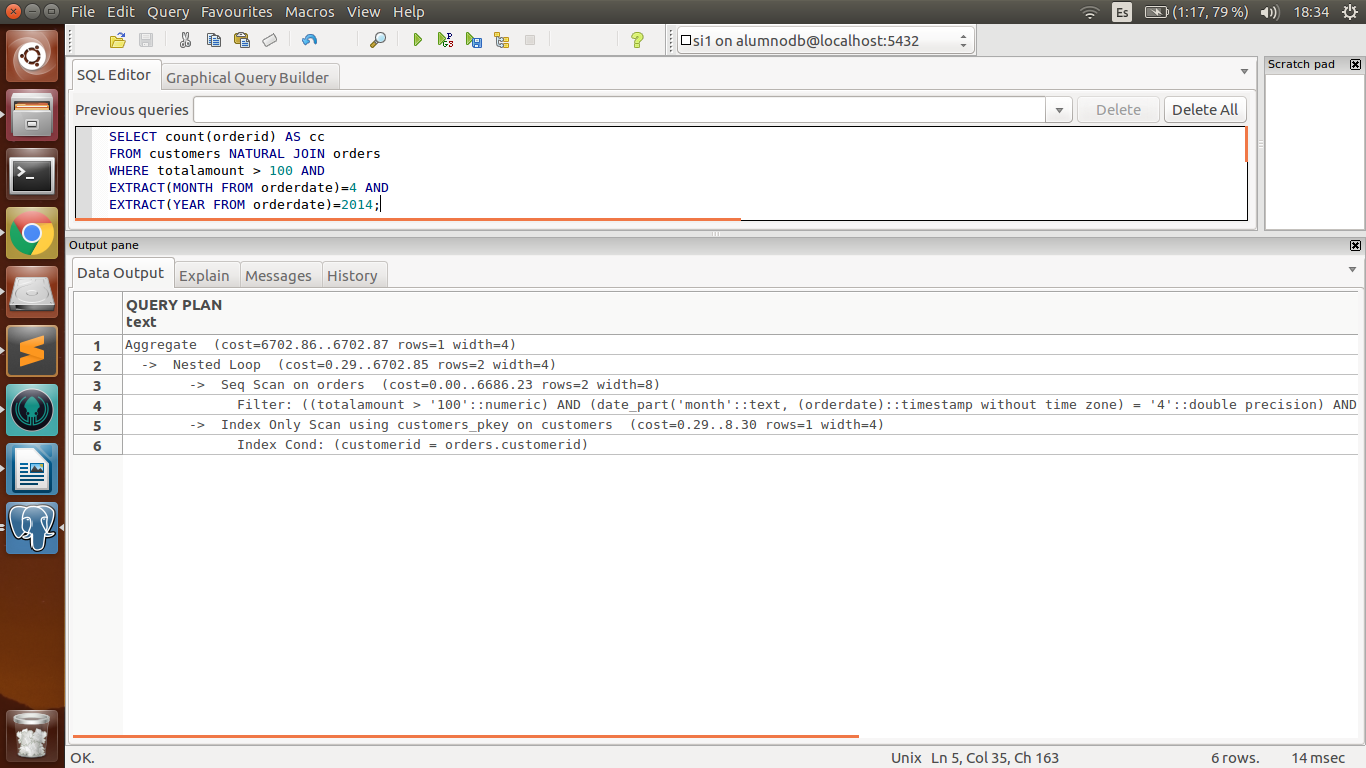 File Edit Query Favourites Macros View Help
Es (1:17, 79 %) 18:34
si1 on alumnodb@localhost:5432
SQL Editor Graphical Query Builder
Scratch pad
Previous queries Delete Delete All
SELECT count(orderid) AS cc
FROM customers NATURAL JOIN orders
WHERE totalamount > 100 AND
EXTRACT(MONTH FROM orderdate)=4 AND
EXTRACT(YEAR FROM orderdate)=2014;
Output pane
Data Output Explain Messages History
QUERY PLAN
text
1 Aggregate (cost=6702.86..6702.87 rows=1 width=4)
2 -> Nested Loop (cost=0.29..6702.85 rows=2 width=4)
3 -> Seq Scan on orders (cost=0.00..6686.23 rows=2 width=8)
4 Filter: ((totalamount > '100'::numeric) AND (date_part('month'::text, (orderdate)::timestamp without time zone) = '4'::double precision) AND
5 -> Index Only Scan using customers_pkey on customers (cost=0.29..8.30 rows=1 width=4)
6 Index Cond: (customerid = orders.customerid)
OK. Unix Ln 5, Col 35, Ch 163 6 rows. 14 msec